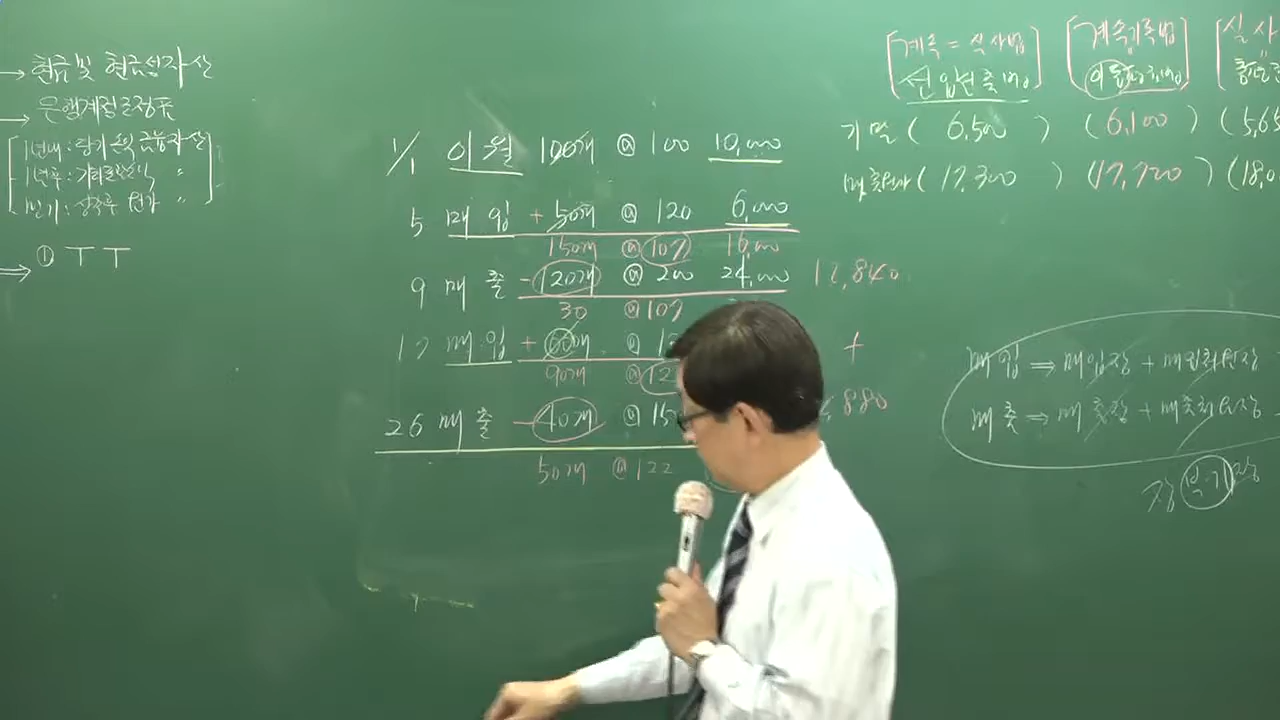 → 현금 및 현금성자산
→ 은행계정조정표
1년내 : 단기손익금융자산
1년후 : 기타포괄손익 〃
만기 : 상각후 원가 〃
⇒ ① T T
1/1 이월 100개 @ 100 10,000
5 매입 + 50개 @ 120 6,000
150개 @ 107 16,000
9 매출 - 120개 @ 200 24,000 12,840
30 @ 107
17 매입 + 60개 @ +
90개 @ 12
26 매출 - 40개 @ 880
50개 @ 122
[계속 = 실사법] [계속기록법] [실사
선입선출법 이동평균법
기말 ( 6,500 ) (6,100) (5,65
매출원가 ( 17,300 ) (17,720) (18,0
매입 ⇒ 매입장 + 매입처원장
매출 ⇒ 매출장 + 매출처원장